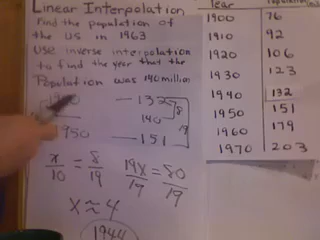 Linear Interpolation
Find the population of
the US in 1963
Use inverse interpolation
to find the year that the
Population was 140 million
— 132
8
140
19
1950 — 151
x/10 = 8/19 19x/19 = 80/19
x ≈ 4
1944
Year
1900 76
1910 92
1920 106
1930 123
1940 132
1950 151
1960 179
1970 203